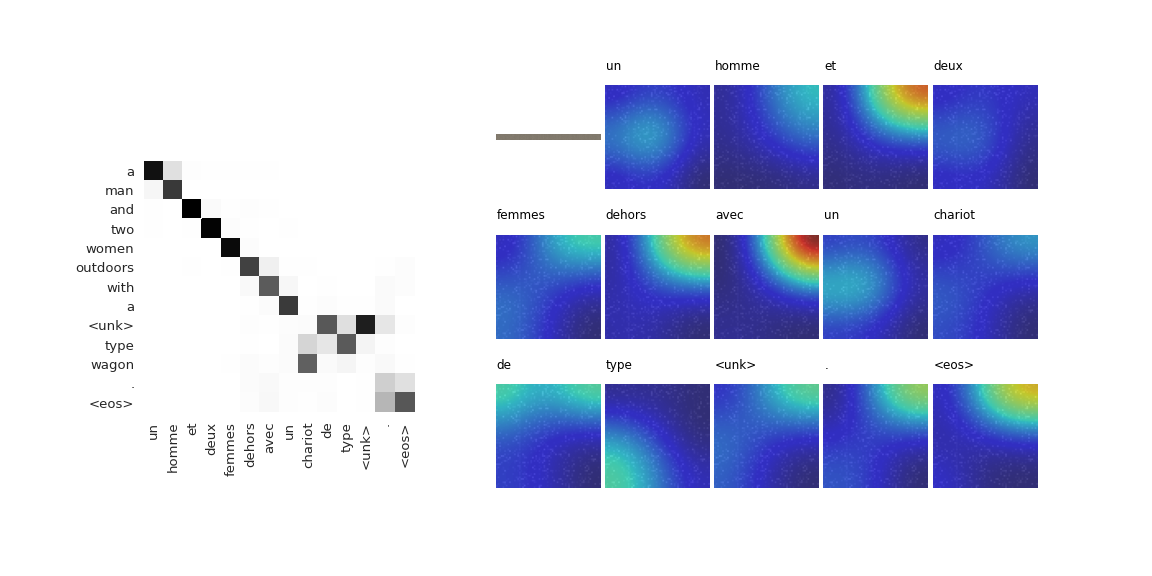 a
man
and
two
women
outdoors
with
a
<unk>
type
wagon
.
<eos>
un
homme
et
deux
femmes
dehors
avec
un
chariot
de
type
<unk>
.
<eos>
un homme et deux
femmes dehors avec un chariot
de type <unk> . <eos>